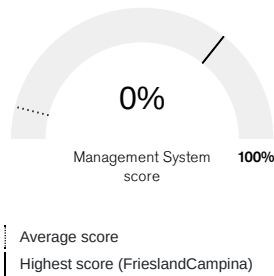 0%
Management System 100%
score
Average score
Highest score (FrieslandCampina)